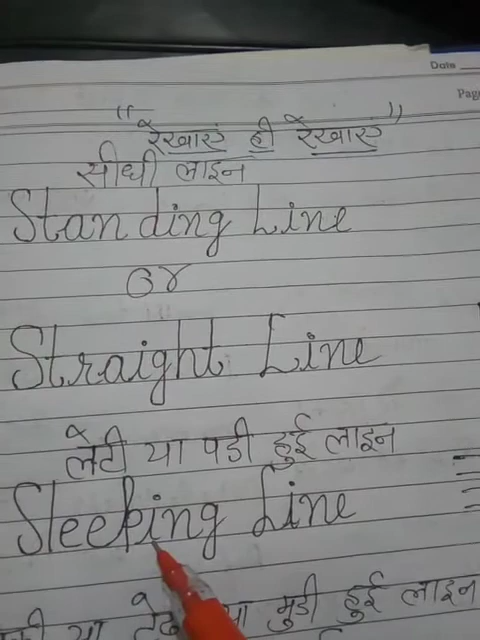 Date
Page
"रेखाएं ही रेखाएं"
सीधी लाइन
Standing Line
or
Straight Line
लेटी या पडी हुई लाइन
Sleeping Line
या मुडी हुई लाइन